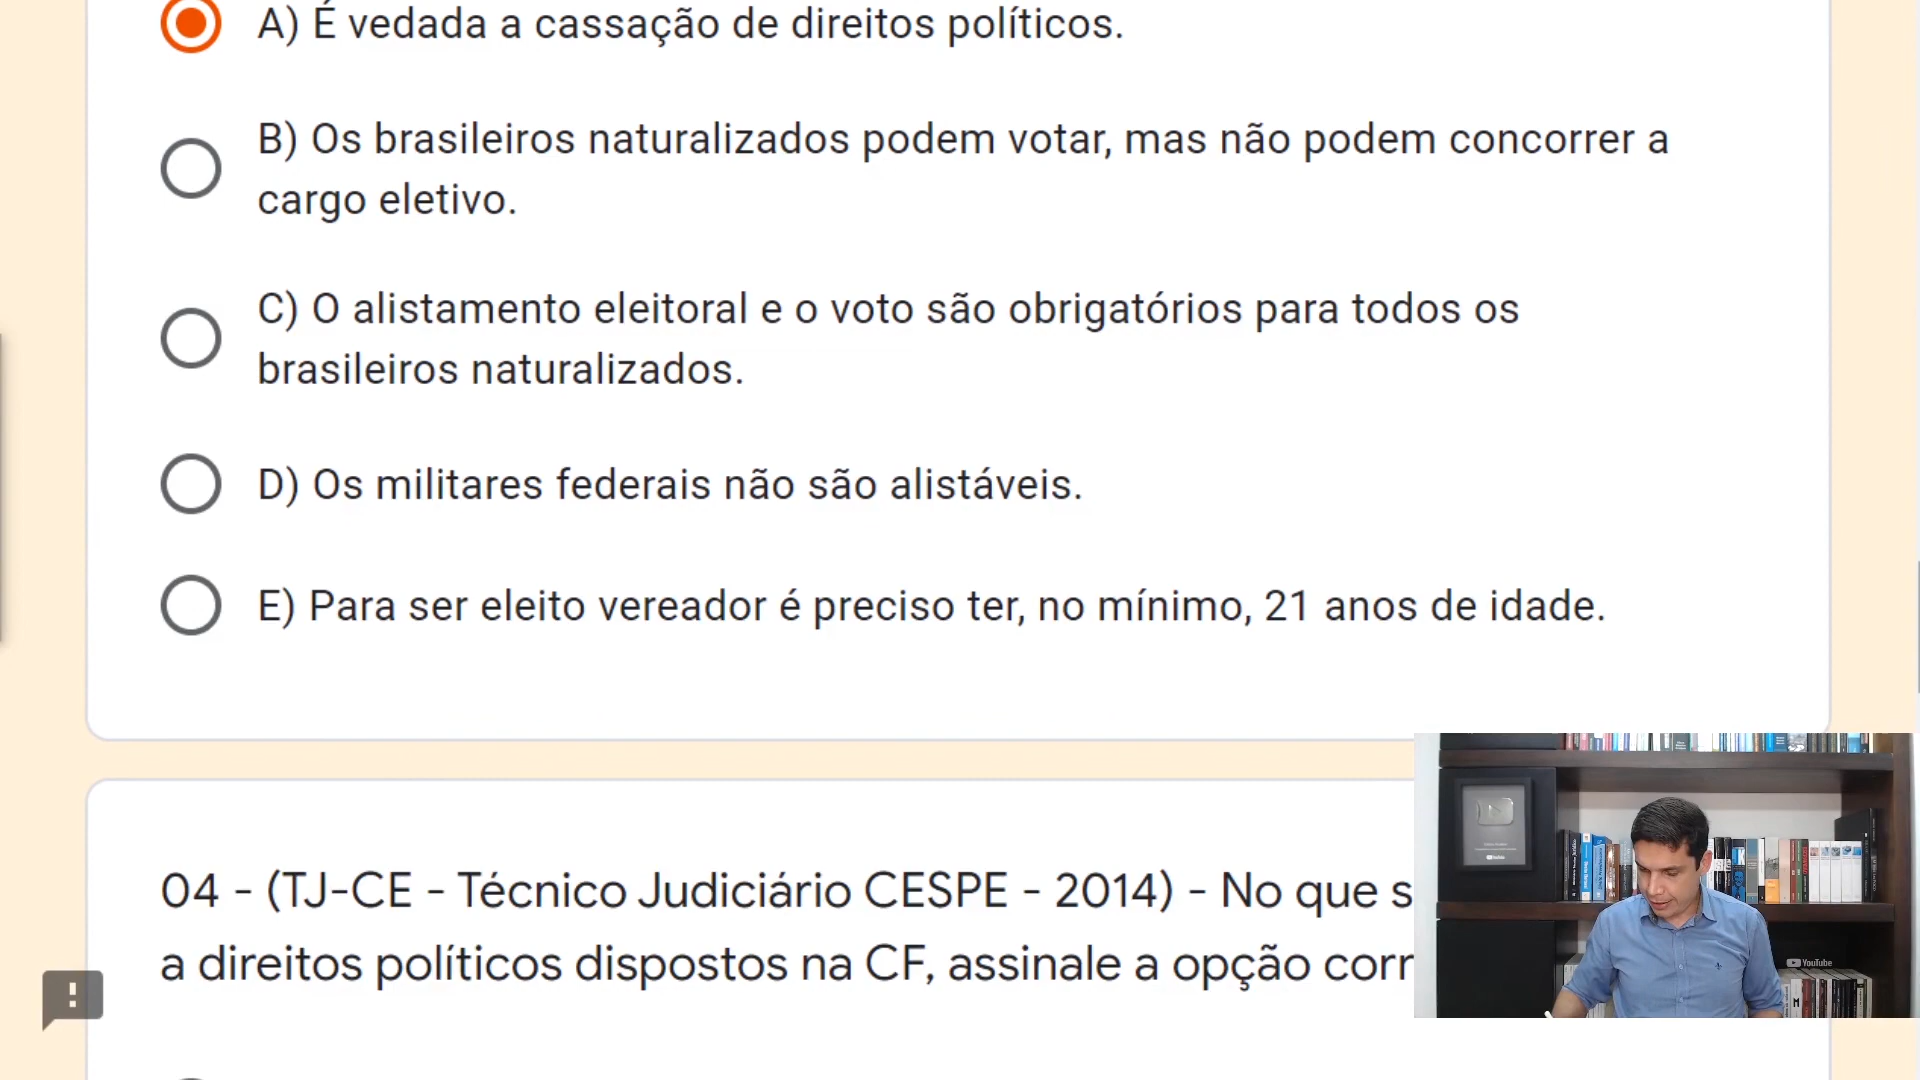 A) É vedada a cassação de direitos políticos.
B) Os brasileiros naturalizados podem votar, mas não podem concorrer a
cargo eletivo.
C) O alistamento eleitoral e o voto são obrigatórios para todos os
brasileiros naturalizados.
D) Os militares federais não são alistáveis.
E) Para ser eleito vereador é preciso ter, no mínimo, 21 anos de idade.
04 - (TJ-CE - Técnico Judiciário CESPE - 2014) - No que s
a direitos políticos dispostos na CF, assinale a opção corr
YouTube